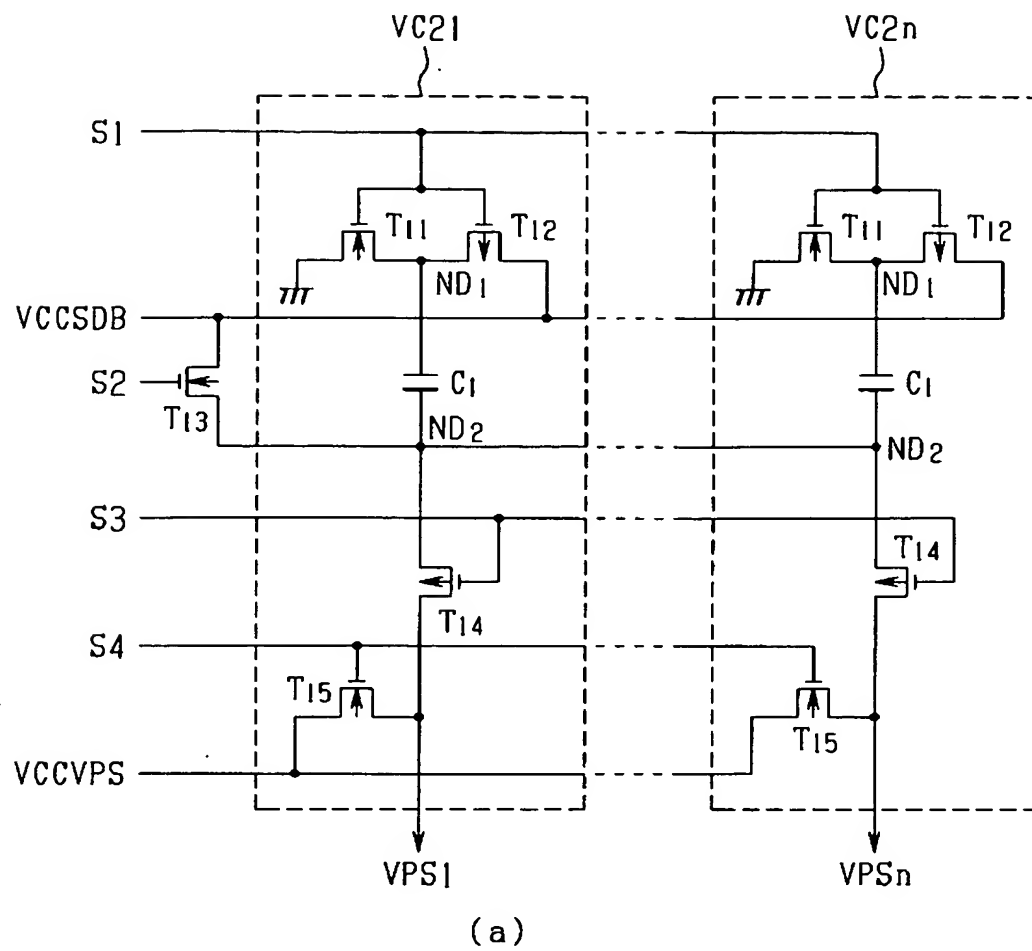 VC21 VC2n
S1
T11 T12 T11 T12
ND1 ND1
VCCSDB
S2 C1 C1
T13
ND2 ND2
S3
T14
T14
S4
T15
T15
VCCVPS
VPS1 VPSn
(a)